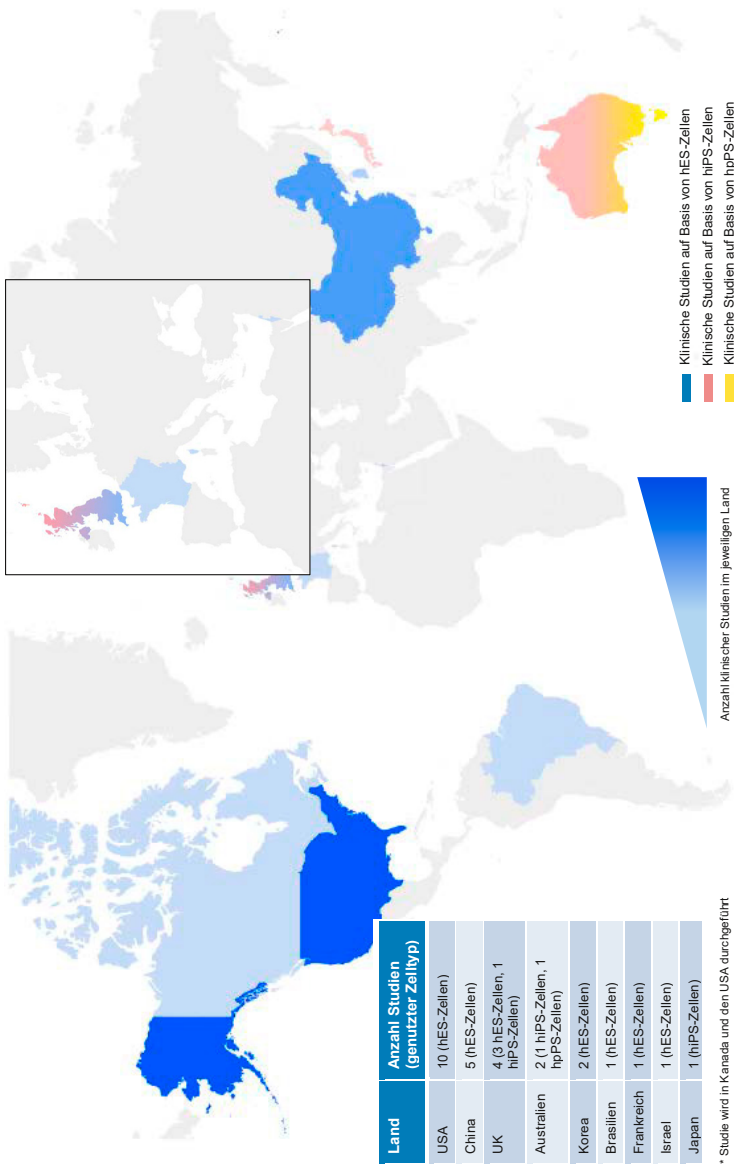 Land
Anzahl Studien
(genutzter Zelltyp)
USA
10 (hES-Zellen)
China
5 (hES-Zellen)
UK
4 (3 hES-Zellen, 1
hiPS-Zellen)
Australien
2 (1 hiPS-Zellen, 1
hpPS-Zellen)
Korea
2 (hES-Zellen)
Brasilien
1 (hES-Zellen)
Frankreich
1 (hES-Zellen)
Israel
1 (hES-Zellen)
Japan
1 (hiPS-Zellen)
* Studie wird in Kanada und den USA durchgeführt
Anzahl klinischer Studien im jeweiligen Land
Klinische Studien auf Basis von hES-Zellen
Klinische Studien auf Basis von hiPS-Zellen
Klinische Studien auf Basis von hpPS-Zellen